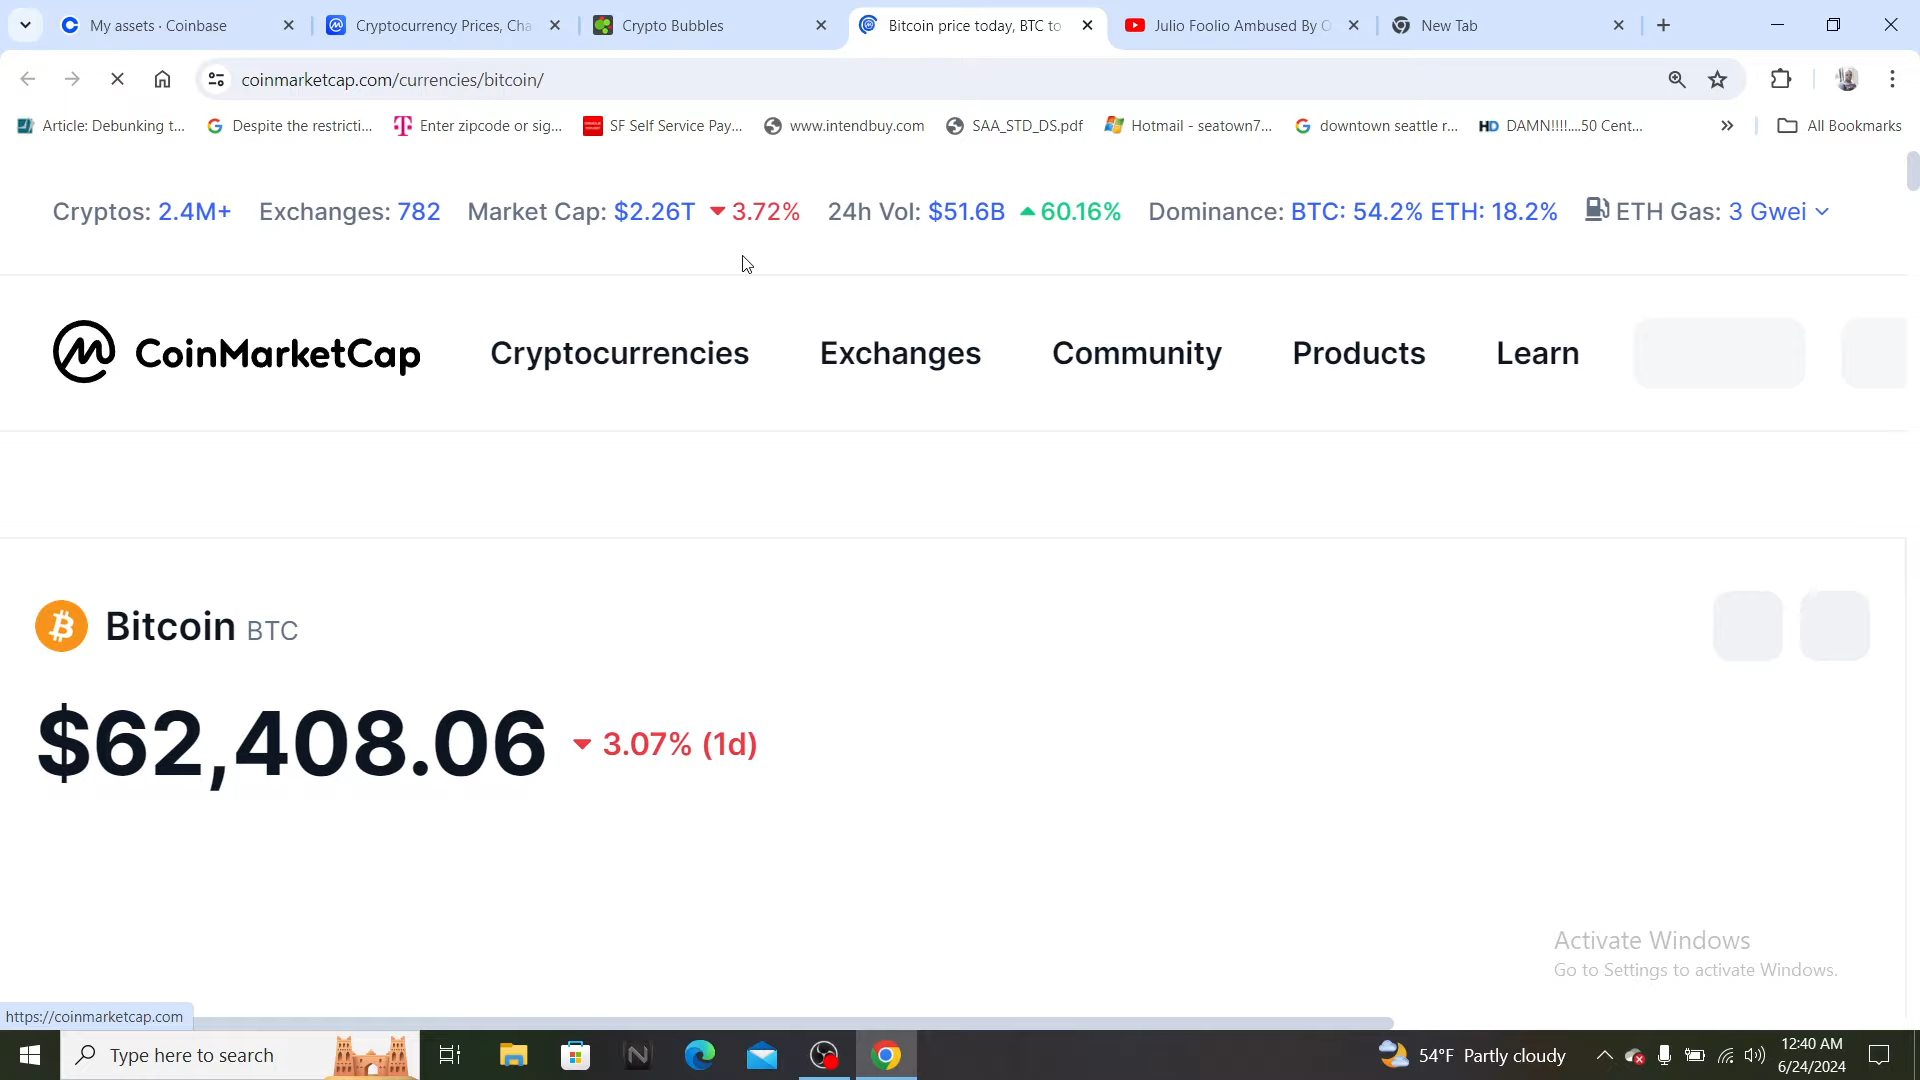 My assets · Coinbase
Cryptocurrency Prices, Cha
Crypto Bubbles
Bitcoin price today, BTC to
Julio Foolio Ambused By O
New Tab
coinmarketcap.com/currencies/bitcoin/
Article: Debunking t...
Despite the restricti...
Enter zipcode or sig...
SF Self Service Pay...
www.intendbuy.com
SAA_STD_DS.pdf
Hotmail - seatown7...
downtown seattle r...
HD DAMN!!!!....50 Cent...
All Bookmarks
Cryptos: 2.4M+ Exchanges: 782 Market Cap: $2.26T 3.72% 24h Vol: $51.6B 60.16% Dominance: BTC: 54.2% ETH: 18.2% ETH Gas: 3 Gwei
CoinMarketCap Cryptocurrencies Exchanges Community Products Learn
Bitcoin BTC
$62,408.06 3.07% (1d)
Activate Windows
Go to Settings to activate Windows.
https://coinmarketcap.com
Type here to search
54°F Partly cloudy
12:40 AM
6/24/2024